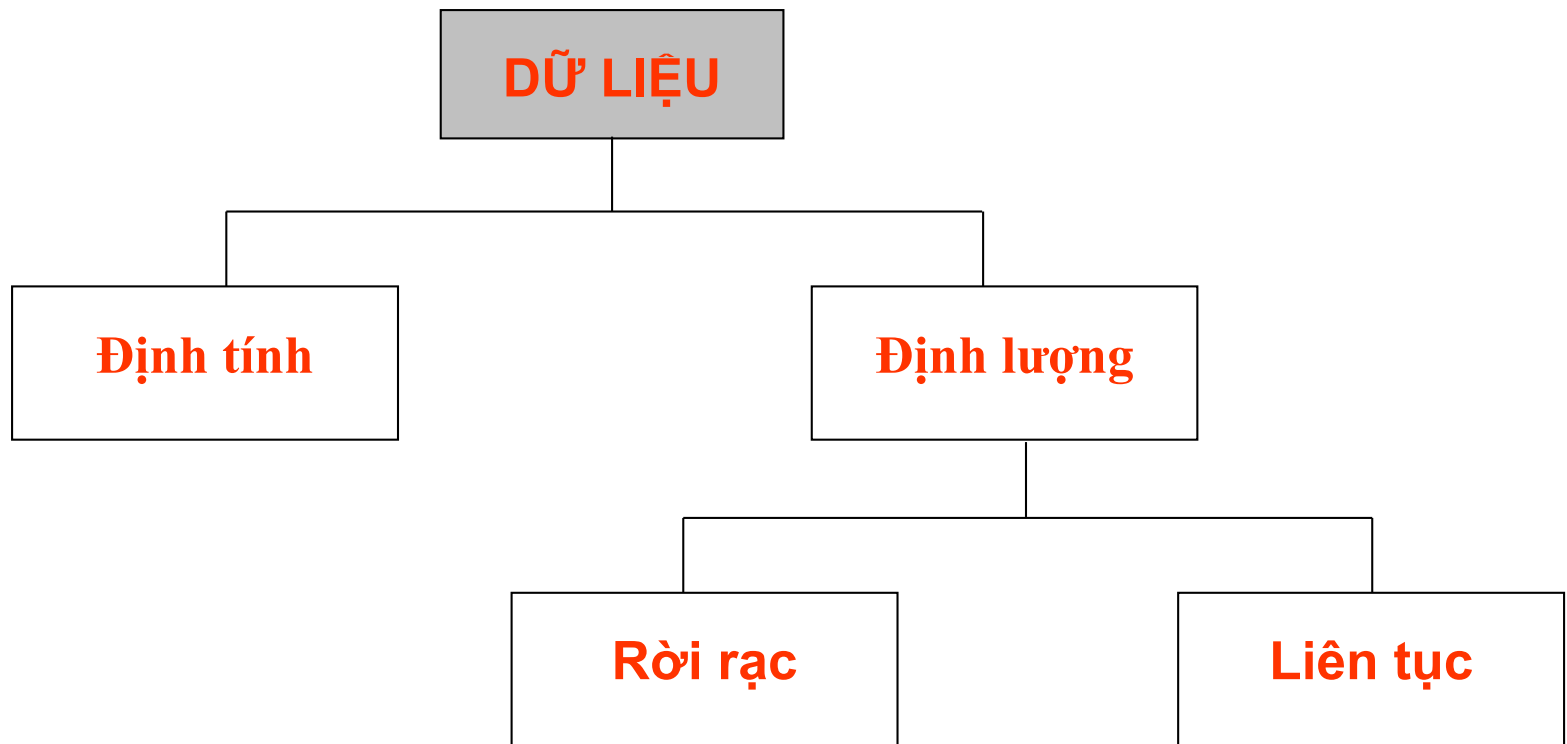 DỮ LIỆU
Định tính
Định lượng
Rời rạc
Liên tục